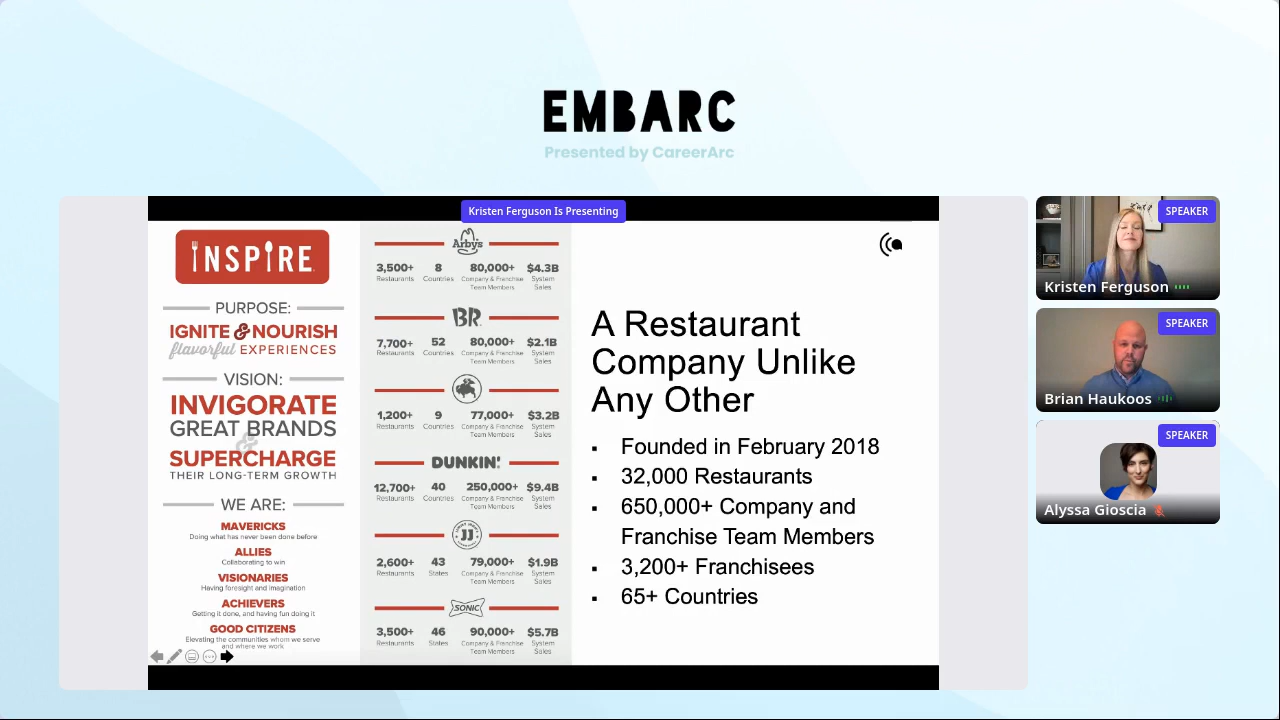 EMBARC
Presented by CareerArc
Kristen Ferguson Is Presenting
INSPIRE
PURPOSE:
IGNITE & NOURISH
flavorful EXPERIENCES
VISION:
INVIGORATE
GREAT BRANDS
&
SUPERCHARGE
THEIR LONG-TERM GROWTH
WE ARE:
MAVERICKS
Doing what has never been done before
ALLIES
Collaborating to win
VISIONARIES
Having foresight and imagination
ACHIEVERS
Getting it done, and having fun doing it
GOOD CITIZENS
Elevating the communities whom we serve
and where we work
Arby's
3,500+ 8 80,000+ $4.3B
Restaurants Countries Company & Franchise System
Team Members Sales
BR
7,700+ 52 80,000+ $2.1B
Restaurants Countries Company & Franchise System
Team Members Sales
1,200+ 9 77,000+ $3.2B
Restaurants Countries Company & Franchise System
Team Members Sales
DUNKIN'
12,700+ 40 250,000+ $9.4B
Restaurants Countries Company & Franchise System
Team Members Sales
JJ
2,600+ 43 79,000+ $1.9B
Restaurants States Company & Franchise System
Team Members Sales
SONIC
3,500+ 46 90,000+ $5.7B
Restaurants States Company & Franchise System
Team Members Sales
A Restaurant
Company Unlike
Any Other
▪ Founded in February 2018
▪ 32,000 Restaurants
▪ 650,000+ Company and
Franchise Team Members
▪ 3,200+ Franchisees
▪ 65+ Countries
SPEAKER
Kristen Ferguson
SPEAKER
Brian Haukoos
SPEAKER
Alyssa Gioscia